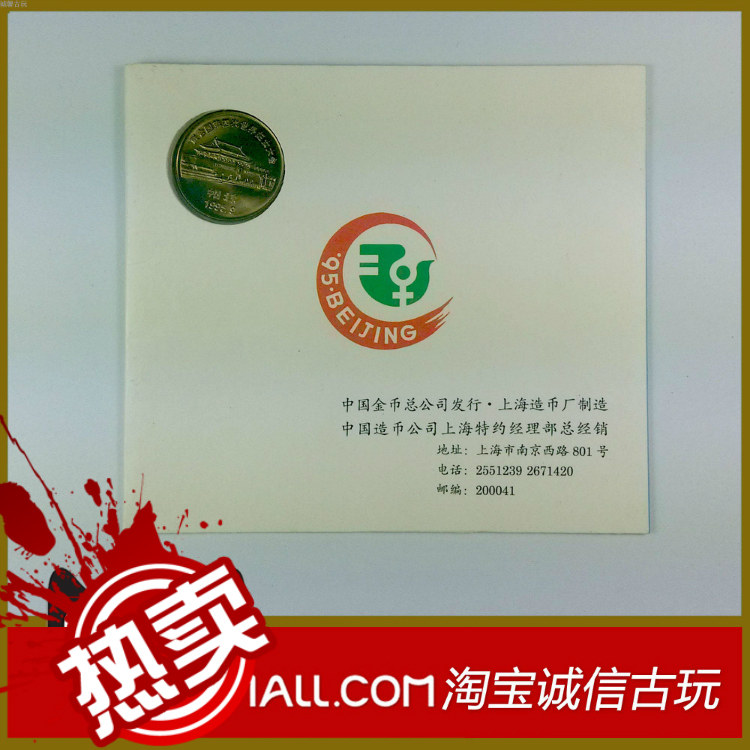 '95·BEIJING
中国金币总公司发行·上海造币厂制造
中国造币公司上海特约经理部总经销
地址：上海市南京西路 801 号
电话：2551239 2671420
邮编：200041
热卖
IALL.COM 淘宝诚信古玩